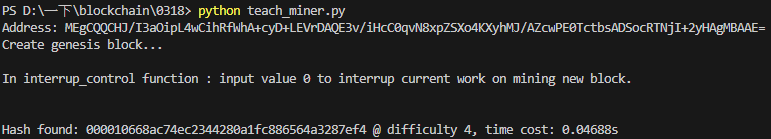 PS D:\一下\blockchain\0318> python teach_miner.py
Address: MEgCQQCHJ/I3aOipL4wCihRfWhA+cyD+LEVrDAQE3v/iHcC0qvN8xpZSXo4KXyhMJ/AZcwPE0TctbsADSocRTNjI+2yHAgMBAAE=
Create genesis block...
In interrup_control function : input value 0 to interrupt current work on mining new block.
Hash found: 000010668ac74ec2344280a1fc886564a3287ef4 @ difficulty 4, time cost: 0.04688s